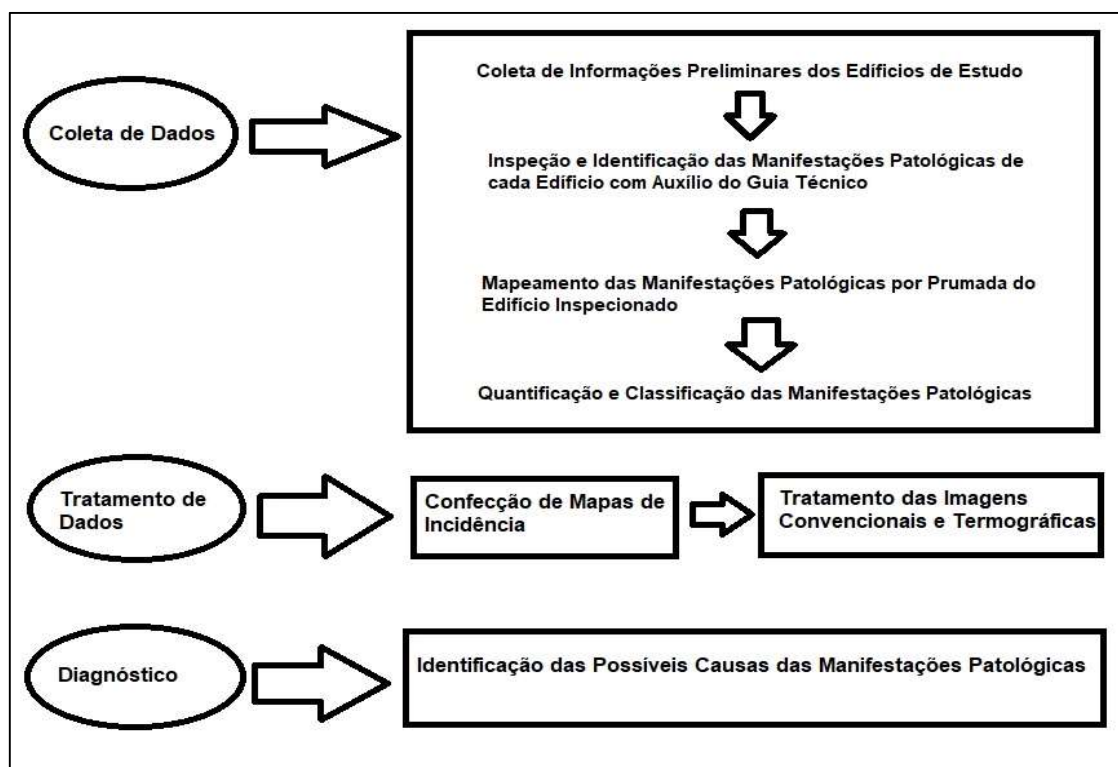 Coleta de Dados
Coleta de Informações Preliminares dos Edíficios de Estudo
Inspeção e Identificação das Manifestações Patológicas de
cada Edíficio com Auxílio do Guia Técnico
Mapeamento das Manifestações Patológicas por Prumada do
Edifício Inspecionado
Quantificação e Classificação das Manifestações Patológicas
Tratamento de
Dados
Confecção de Mapas de
Incidência
Tratamento das Imagens
Convencionais e Termográficas
Diagnóstico
Identificação das Possíveis Causas das Manifestações Patológicas